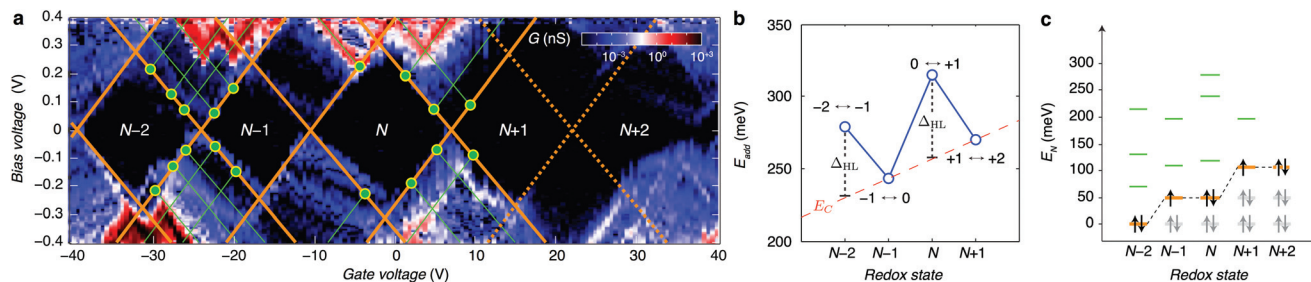 a
Bias voltage (V)
0.4
0.3
0.2
0.1
0
−0.1
−0.2
−0.3
−0.4
G (nS)
10⁻³ 10⁰ 10⁺³
N−2 N−1 N N+1 N+2
−40 −30 −20 −10 0 10 20 30 40
Gate voltage (V)
b
E_add (meV)
350
300
250
200
0 ↔ +1
−2 ↔ −1
Δ_HL
Δ_HL
+1 ↔ +2
−1 ↔ 0
E_C
N−2 N−1 N N+1
Redox state
c
E_N (meV)
300
250
200
150
100
50
0
N−2 N−1 N N+1 N+2
Redox state